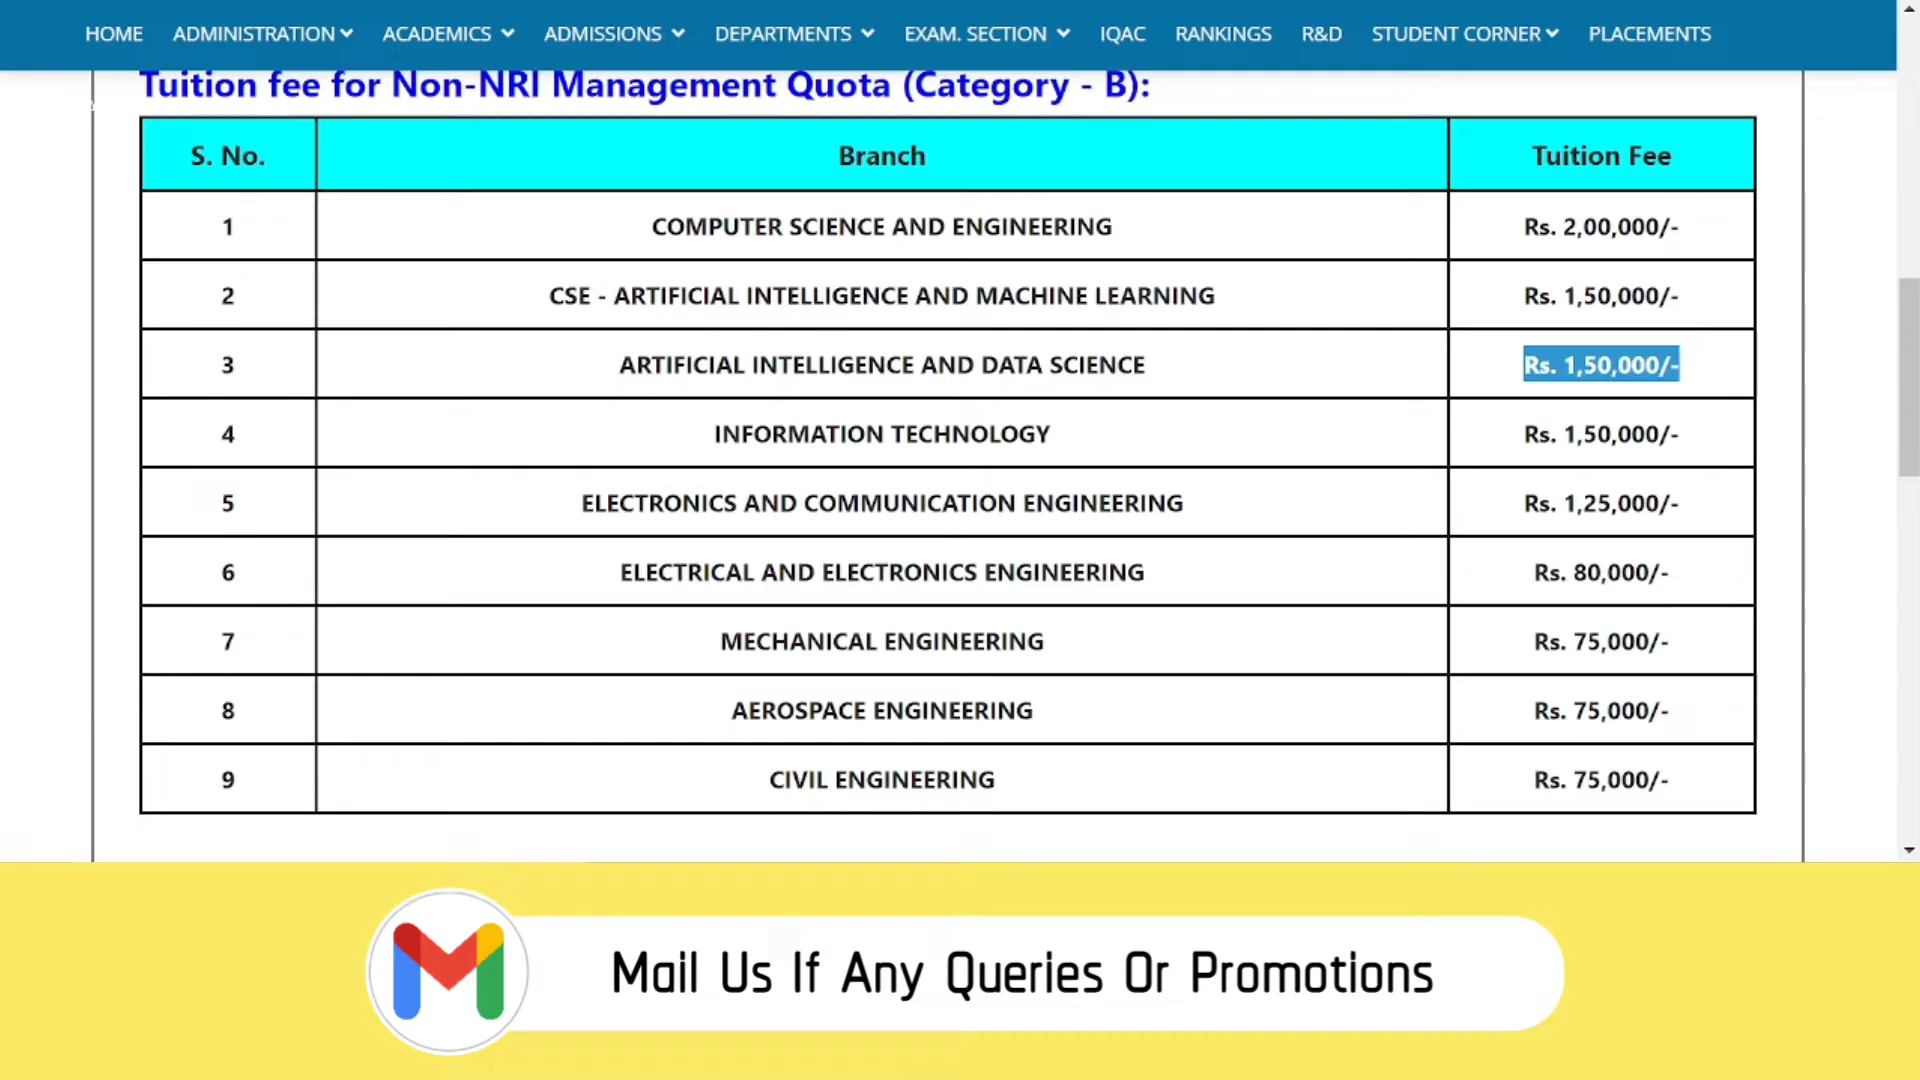 HOME ADMINISTRATION ACADEMICS ADMISSIONS DEPARTMENTS EXAM. SECTION IQAC RANKINGS R&D STUDENT CORNER PLACEMENTS
Tuition fee for Non-NRI Management Quota (Category - B):
S. No. Branch Tuition Fee
1 COMPUTER SCIENCE AND ENGINEERING Rs. 2,00,000/-
2 CSE - ARTIFICIAL INTELLIGENCE AND MACHINE LEARNING Rs. 1,50,000/-
3 ARTIFICIAL INTELLIGENCE AND DATA SCIENCE Rs. 1,50,000/-
4 INFORMATION TECHNOLOGY Rs. 1,50,000/-
5 ELECTRONICS AND COMMUNICATION ENGINEERING Rs. 1,25,000/-
6 ELECTRICAL AND ELECTRONICS ENGINEERING Rs. 80,000/-
7 MECHANICAL ENGINEERING Rs. 75,000/-
8 AEROSPACE ENGINEERING Rs. 75,000/-
9 CIVIL ENGINEERING Rs. 75,000/-
Mail Us If Any Queries Or Promotions